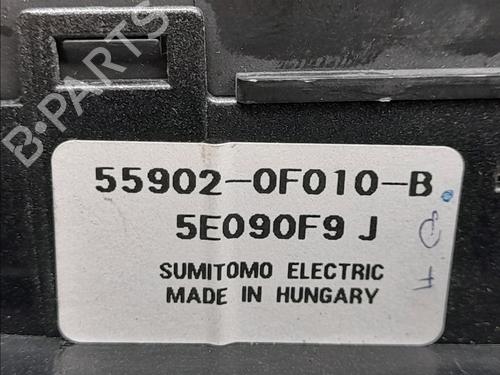 B-PARTS
55902-0F010-B
5E090F9 J
SUMITOMO ELECTRIC
MADE IN HUNGARY